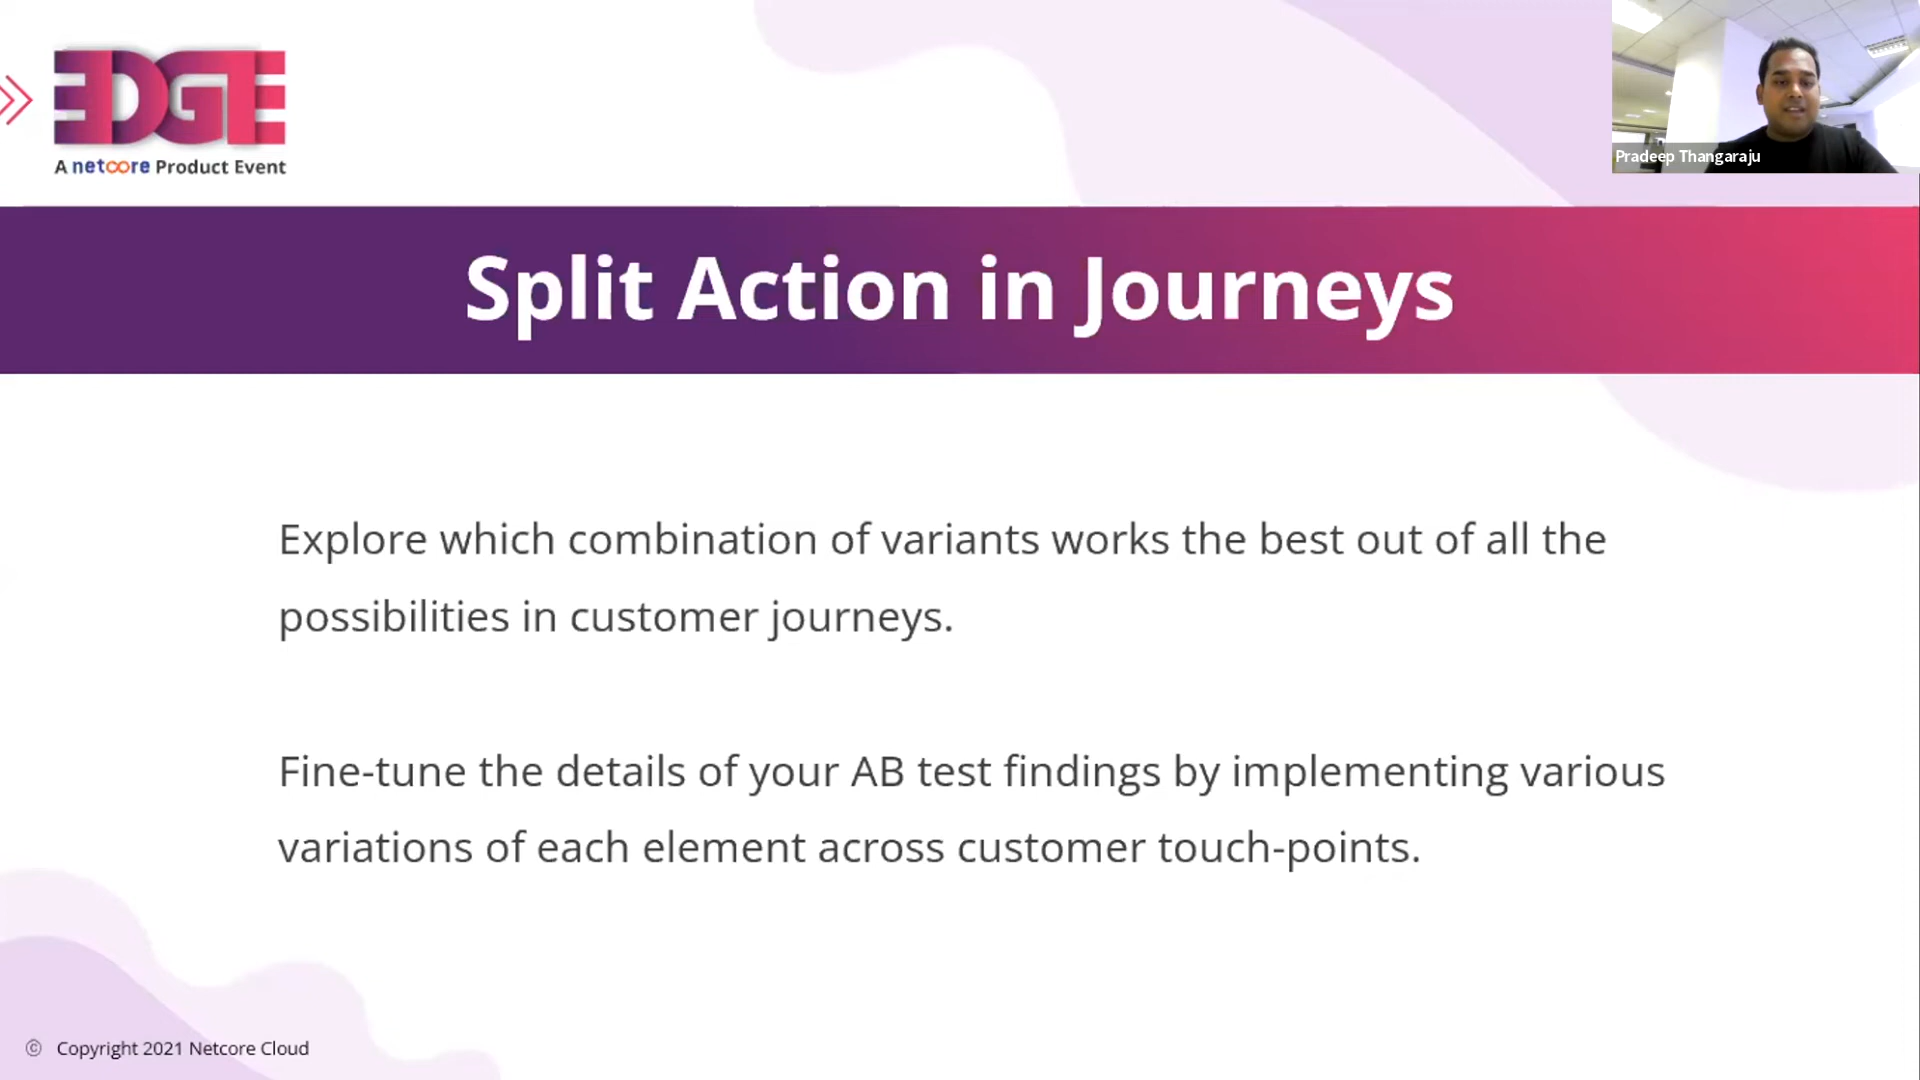 EDGE
A netcore Product Event
Pradeep Thangaraju
Split Action in Journeys
Explore which combination of variants works the best out of all the
possibilities in customer journeys.
Fine-tune the details of your AB test findings by implementing various
variations of each element across customer touch-points.
© Copyright 2021 Netcore Cloud